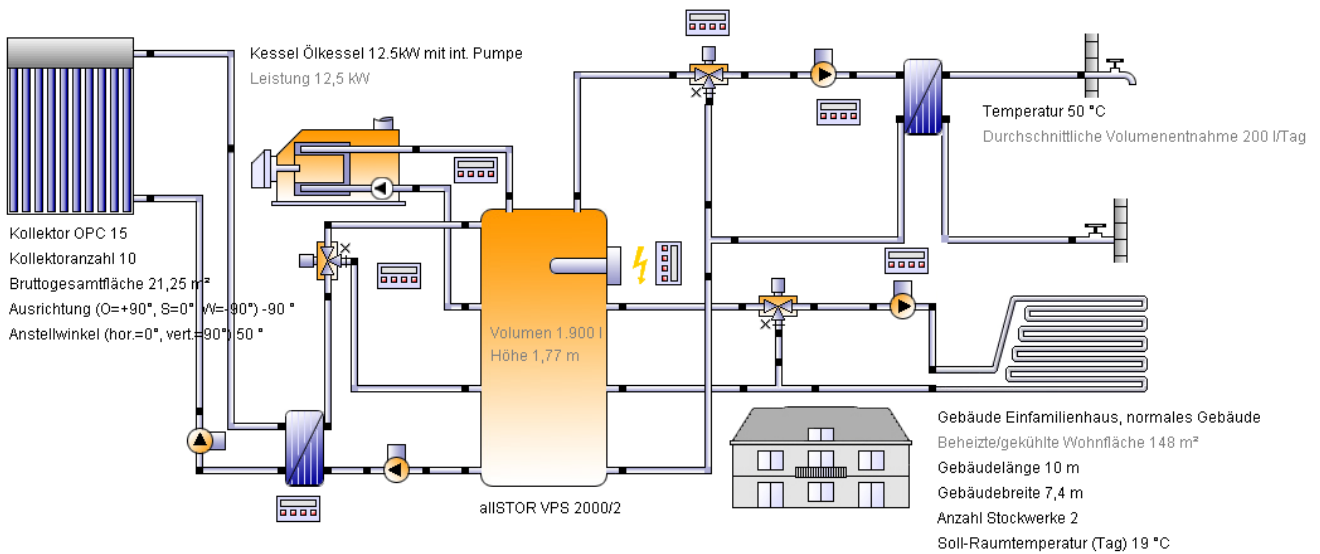 Kessel Ölkessel 12.5kW mit int. Pumpe
Leistung 12,5 kW
Temperatur 50 °C
Durchschnittliche Volumenentnahme 200 l/Tag
Kollektor OPC 15
Kollektoranzahl 10
Bruttogesamtfläche 21,25 m²
Ausrichtung (O=+90°, S=0°, W=-90°) -90 °
Anstellwinkel (hor.=0°, vert.=90°) 50 °
Volumen 1.900 l
Höhe 1,77 m
allSTOR VPS 2000/2
Gebäude Einfamilienhaus, normales Gebäude
Beheizte/gekühlte Wohnfläche 148 m²
Gebäudelänge 10 m
Gebäudebreite 7,4 m
Anzahl Stockwerke 2
Soll-Raumtemperatur (Tag) 19 °C